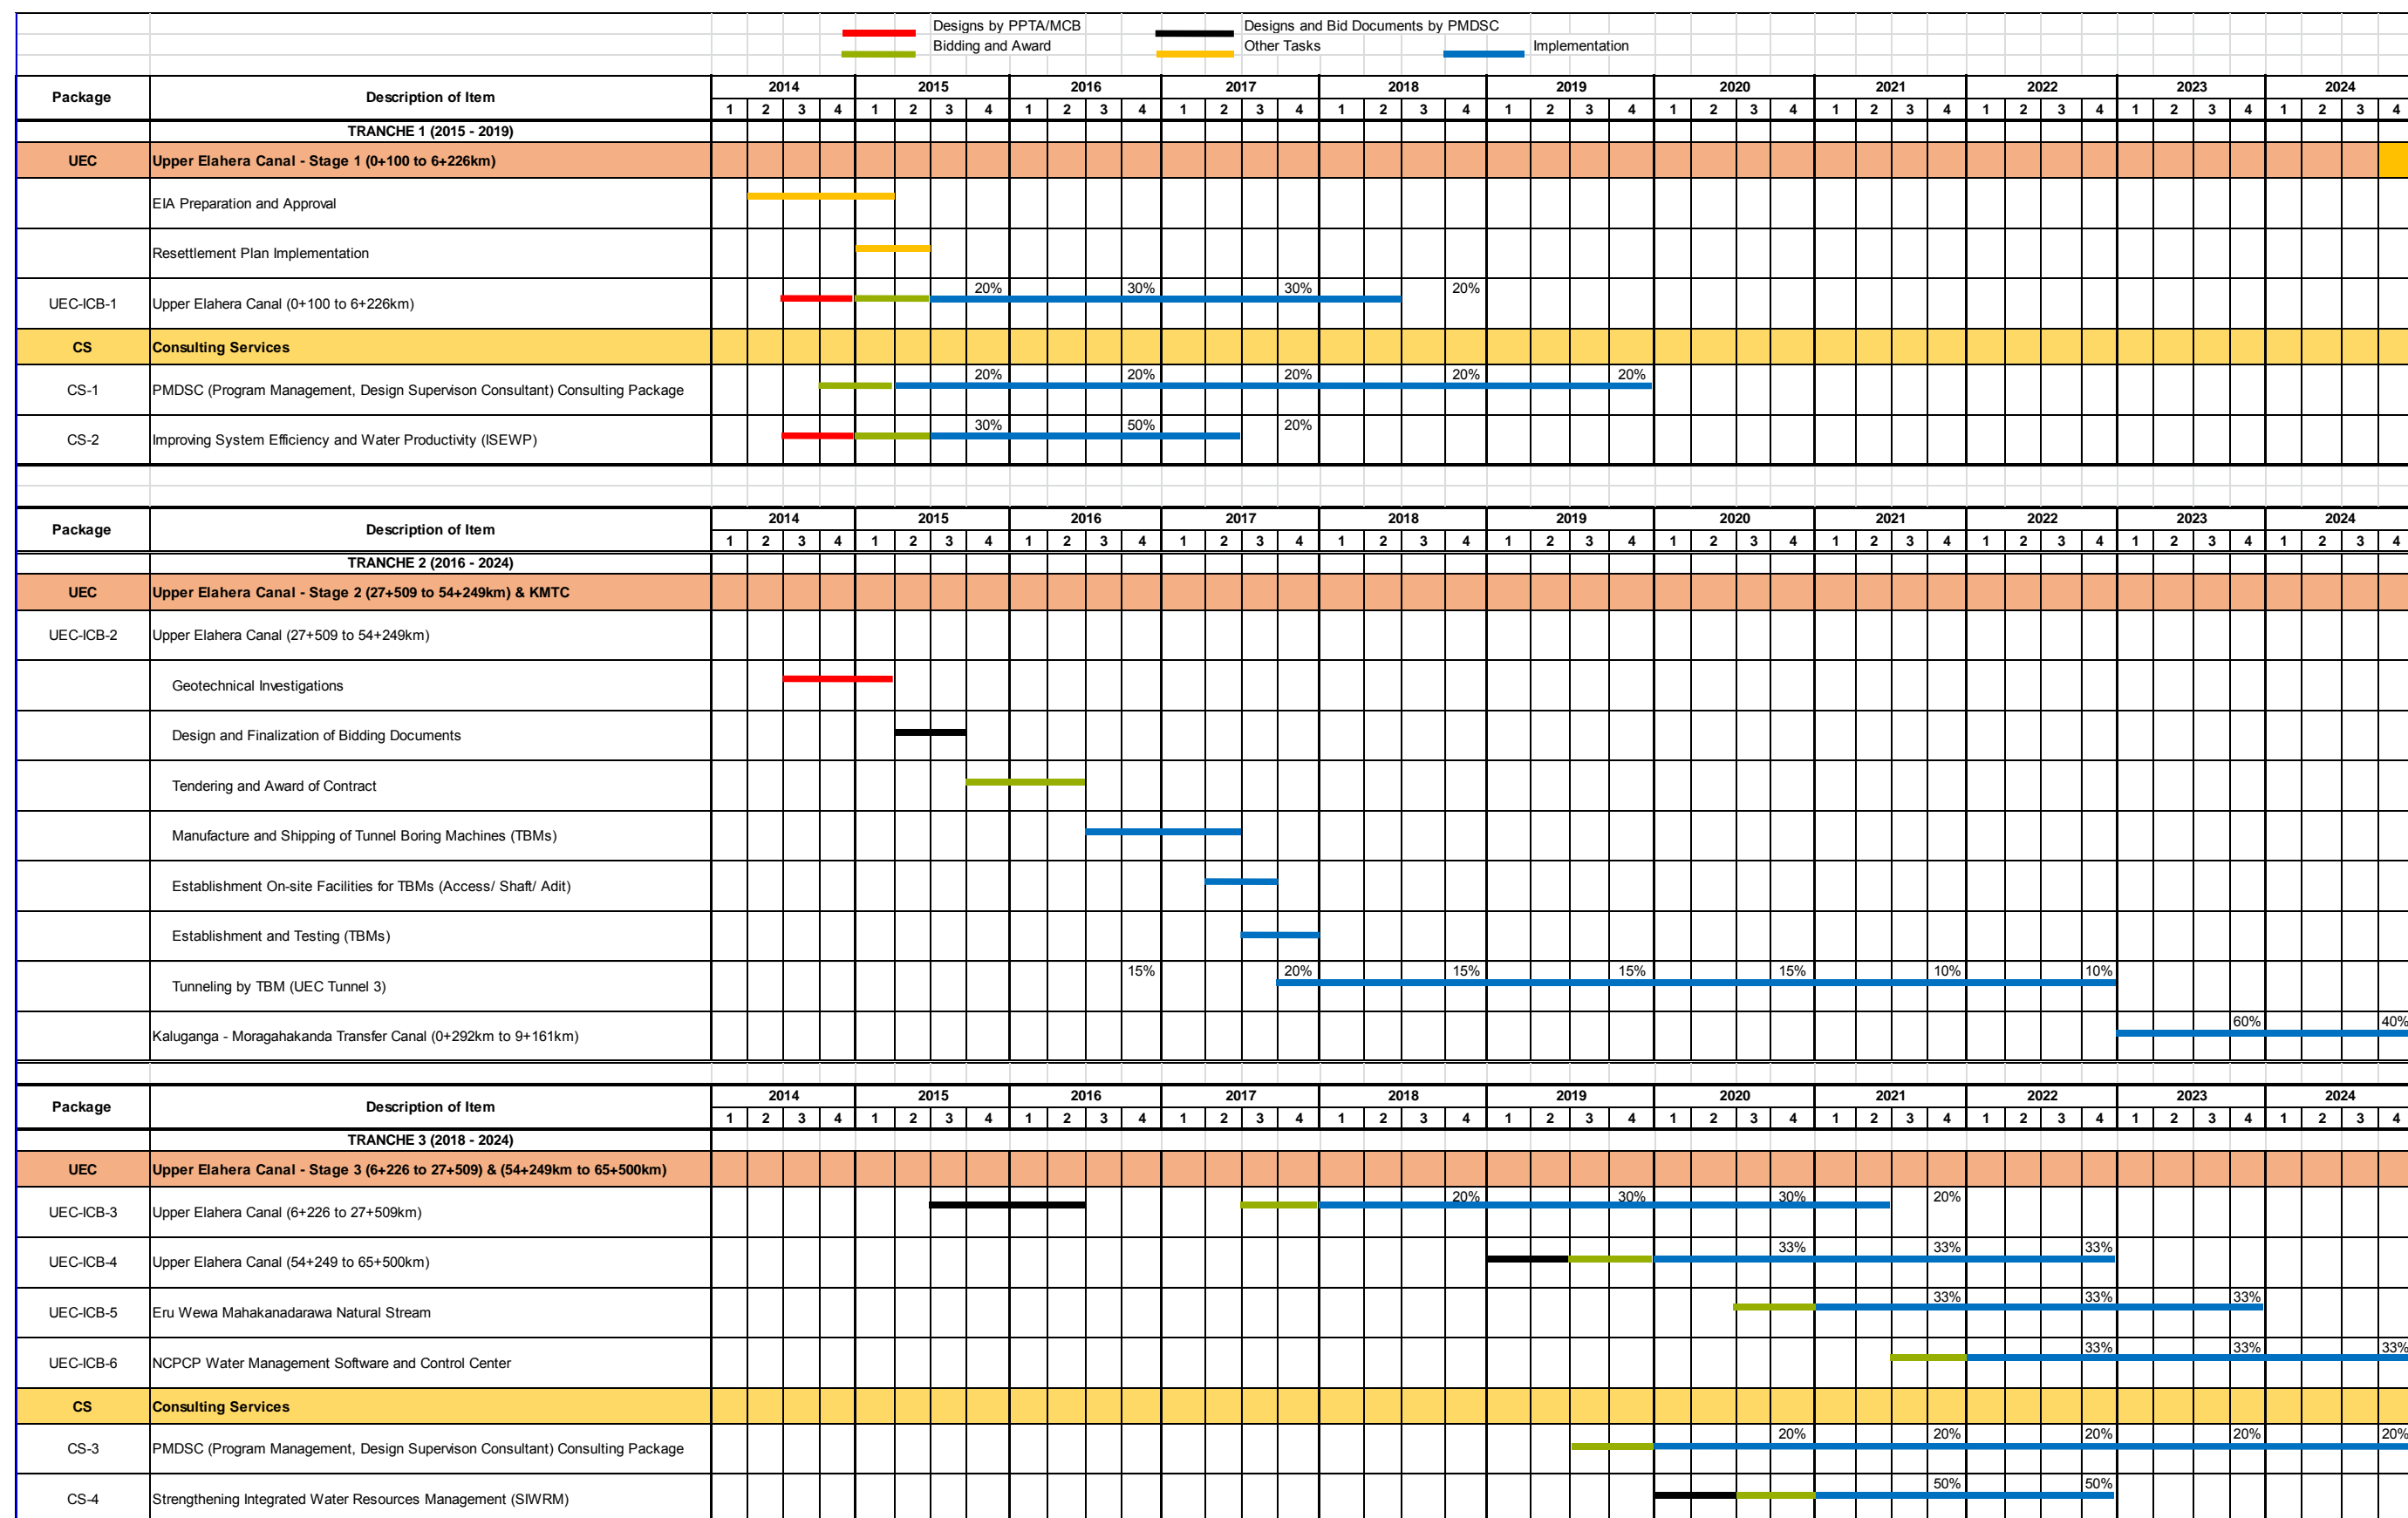 Designs by PPTA/MCB Designs and Bid Documents by PMDSC
Bidding and Award Other Tasks Implementation
Package Description of Item 2014 2015 2016 2017 2018 2019 2020 2021 2022 2023 2024
1 2 3 4 1 2 3 4 1 2 3 4 1 2 3 4 1 2 3 4 1 2 3 4 1 2 3 4 1 2 3 4 1 2 3 4 1 2 3 4 1 2 3 4
TRANCHE 1 (2015 - 2019)
UEC Upper Elahera Canal - Stage 1 (0+100 to 6+226km)
EIA Preparation and Approval
Resettlement Plan Implementation
UEC-ICB-1 Upper Elahera Canal (0+100 to 6+226km) 20% 30% 30% 20%
CS Consulting Services
CS-1 PMDSC (Program Management, Design Supervison Consultant) Consulting Package 20% 20% 20% 20% 20%
CS-2 Improving System Efficiency and Water Productivity (ISEWP) 30% 50% 20%
Package Description of Item 2014 2015 2016 2017 2018 2019 2020 2021 2022 2023 2024
1 2 3 4 1 2 3 4 1 2 3 4 1 2 3 4 1 2 3 4 1 2 3 4 1 2 3 4 1 2 3 4 1 2 3 4 1 2 3 4 1 2 3 4
TRANCHE 2 (2016 - 2024)
UEC Upper Elahera Canal - Stage 2 (27+509 to 54+249km) & KMTC
UEC-ICB-2 Upper Elahera Canal (27+509 to 54+249km)
Geotechnical Investigations
Design and Finalization of Bidding Documents
Tendering and Award of Contract
Manufacture and Shipping of Tunnel Boring Machines (TBMs)
Establishment On-site Facilities for TBMs (Access/ Shaft/ Adit)
Establishment and Testing (TBMs)
Tunneling by TBM (UEC Tunnel 3) 15% 20% 15% 15% 15% 10% 10%
Kaluganga - Moragahakanda Transfer Canal (0+292km to 9+161km) 60% 40%
Package Description of Item 2014 2015 2016 2017 2018 2019 2020 2021 2022 2023 2024
1 2 3 4 1 2 3 4 1 2 3 4 1 2 3 4 1 2 3 4 1 2 3 4 1 2 3 4 1 2 3 4 1 2 3 4 1 2 3 4 1 2 3 4
TRANCHE 3 (2018 - 2024)
UEC Upper Elahera Canal - Stage 3 (6+226 to 27+509) & (54+249km to 65+500km)
UEC-ICB-3 Upper Elahera Canal (6+226 to 27+509km) 20% 30% 30% 20%
UEC-ICB-4 Upper Elahera Canal (54+249 to 65+500km) 33% 33% 33%
UEC-ICB-5 Eru Wewa Mahakanadarawa Natural Stream 33% 33% 33%
UEC-ICB-6 NCPCP Water Management Software and Control Center 33% 33% 33%
CS Consulting Services
CS-3 PMDSC (Program Management, Design Supervison Consultant) Consulting Package 20% 20% 20% 20% 20%
CS-4 Strengthening Integrated Water Resources Management (SIWRM) 50% 50%